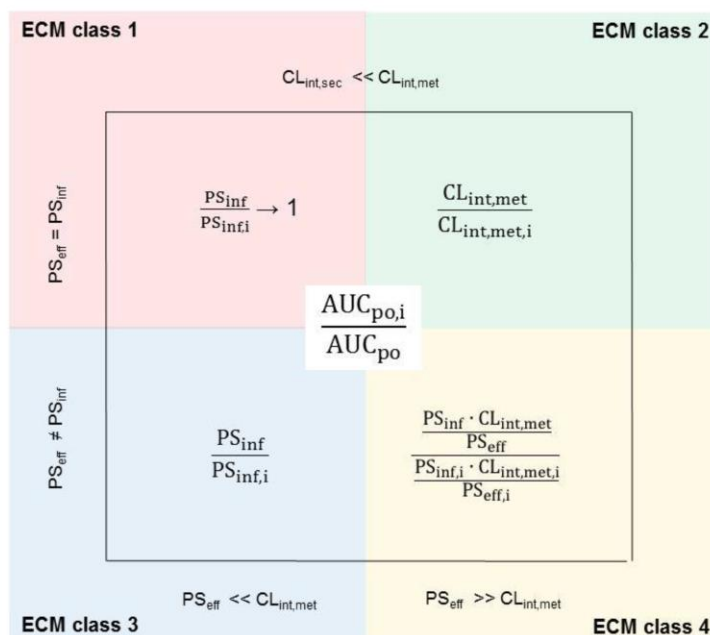 ECM class 1
ECM class 2
CLint,sec << CLint,met
PSeff = PSinf
PSinf / PSinf,i → 1
CLint,met / CLint,met,i
AUCpo,i / AUCpo
PSeff ≠ PSinf
PSinf / PSinf,i
PSinf · CLint,met / PSeff
PSinf,i · CLint,met,i / PSeff,i
PSeff << CLint,met
PSeff >> CLint,met
ECM class 3
ECM class 4